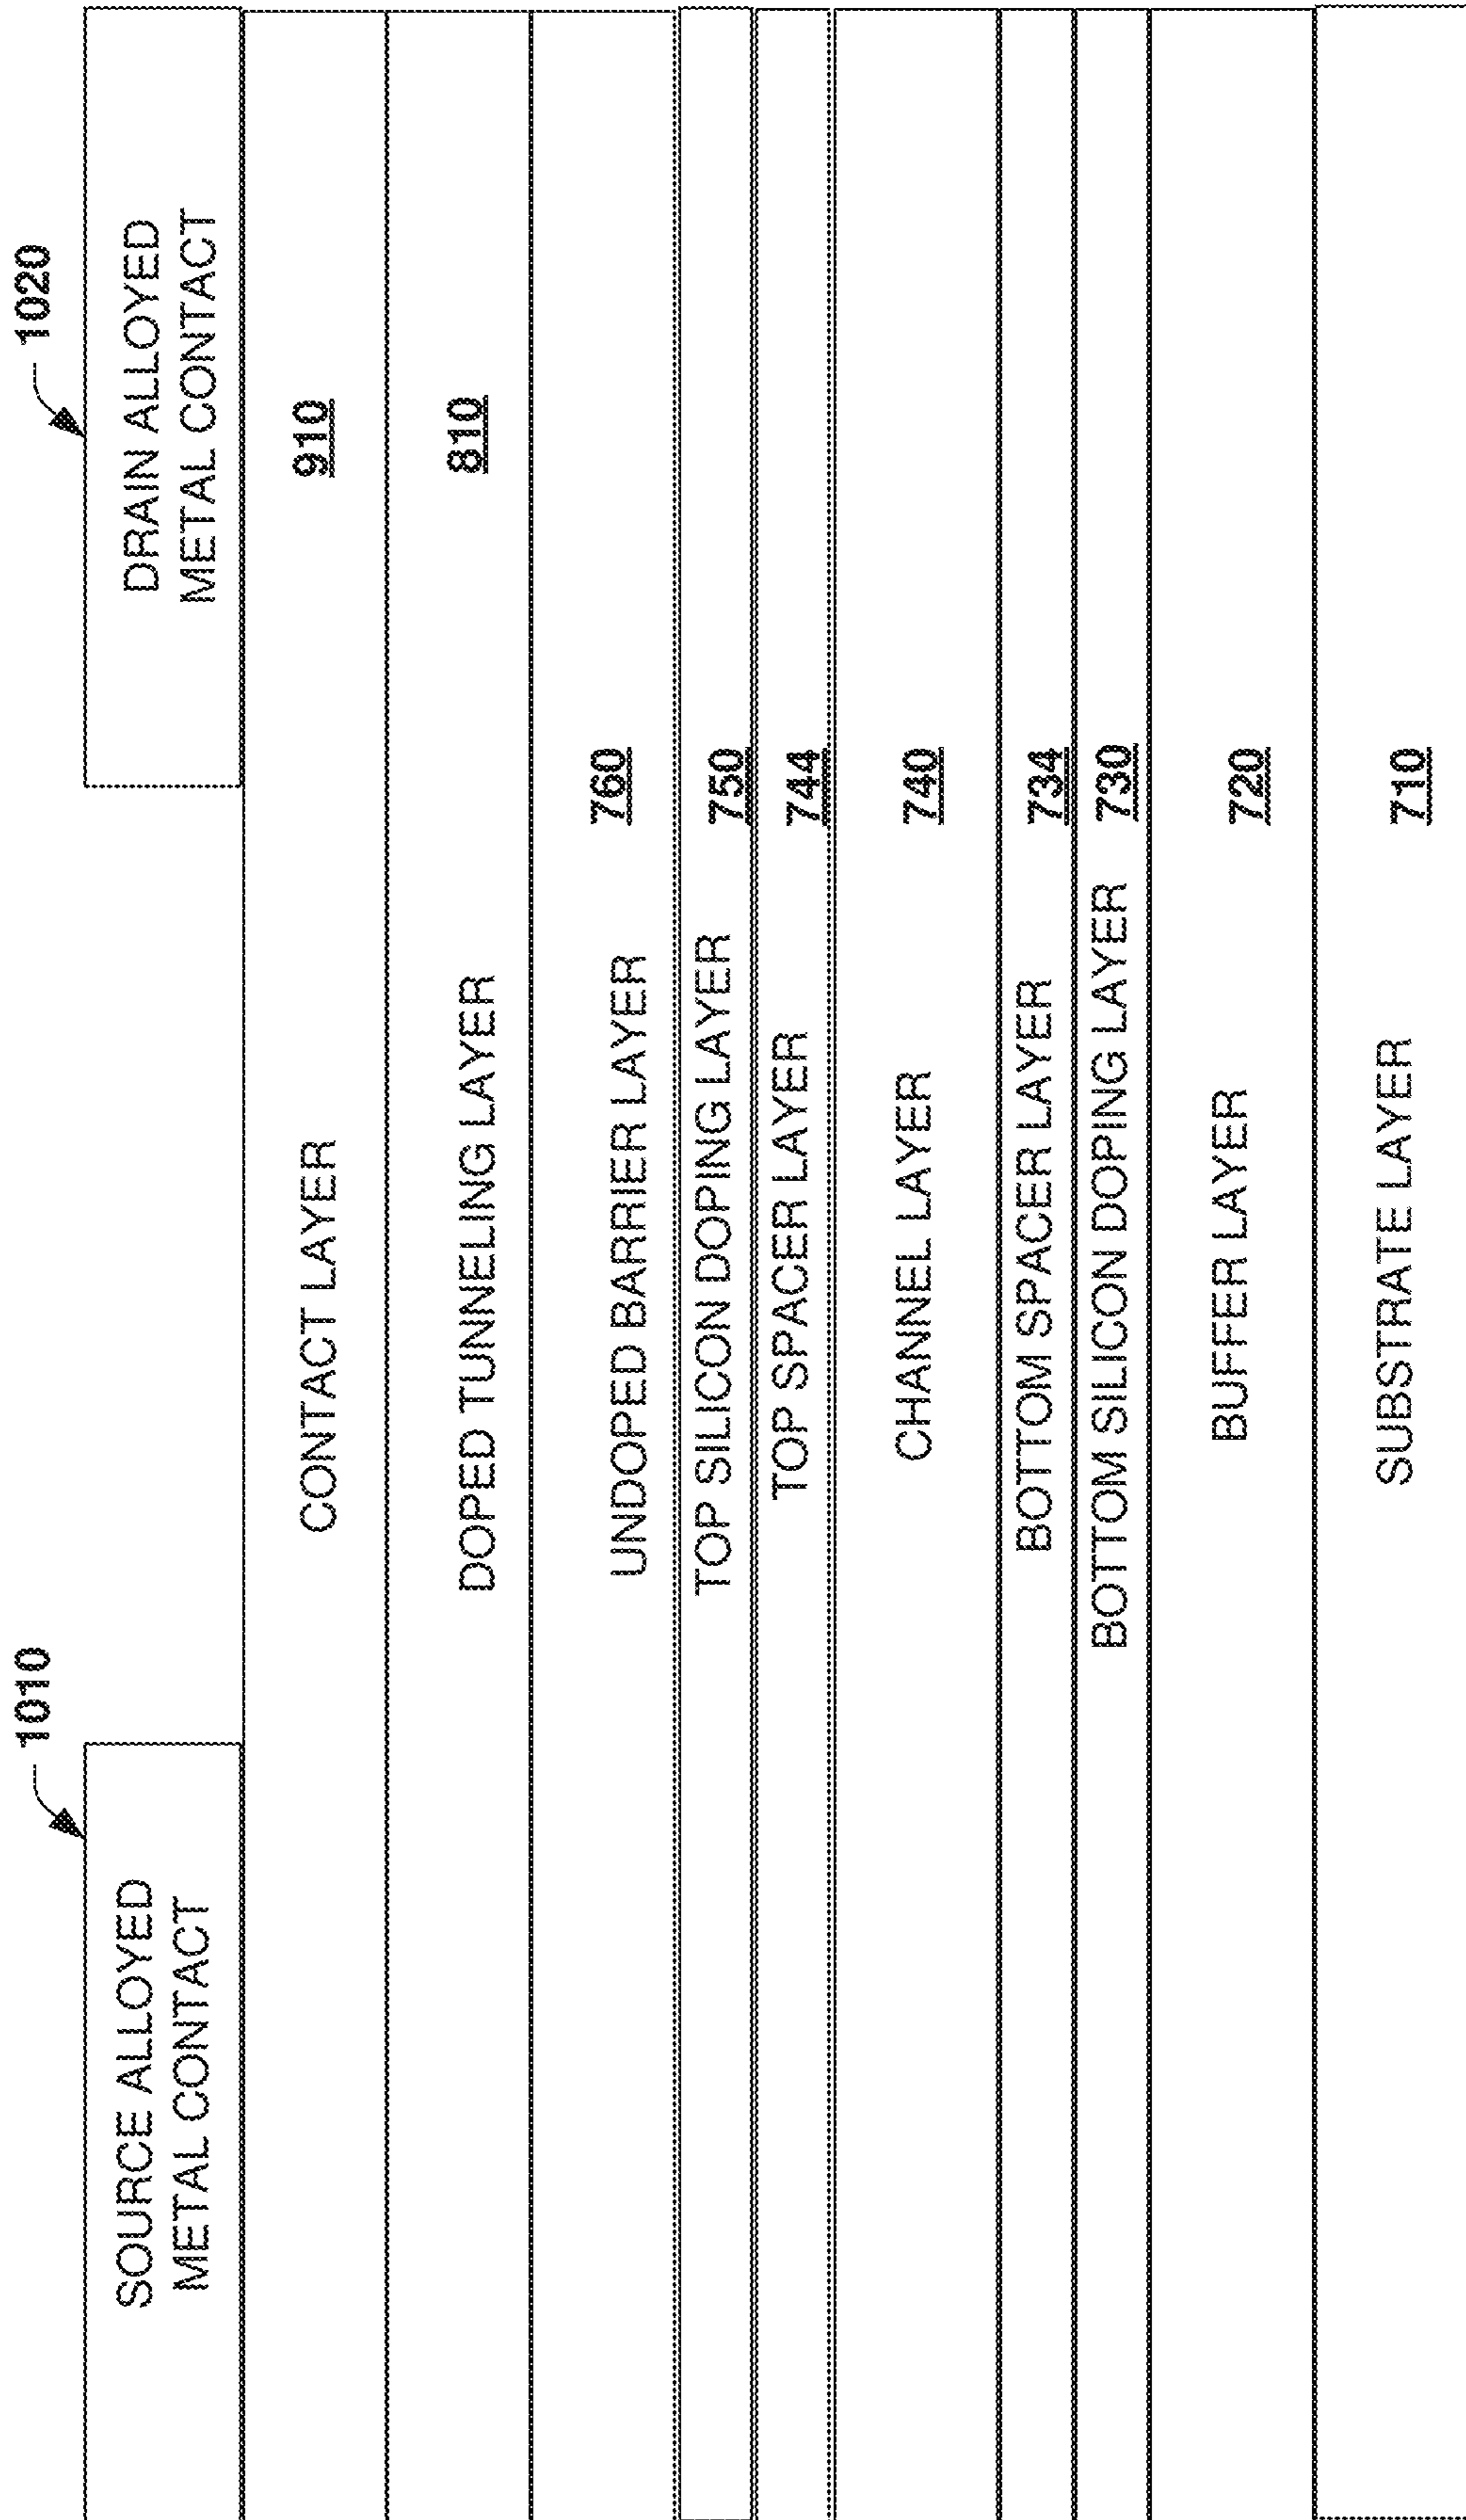 1010
1020
SOURCE ALLOYED
METAL CONTACT
DRAIN ALLOYED
METAL CONTACT
CONTACT LAYER 910
DOPED TUNNELING LAYER 810
UNDOPED BARRIER LAYER 760
TOP SILICON DOPING LAYER 750
TOP SPACER LAYER 744
CHANNEL LAYER 740
BOTTOM SPACER LAYER 734
BOTTOM SILICON DOPING LAYER 730
BUFFER LAYER 720
SUBSTRATE LAYER 710